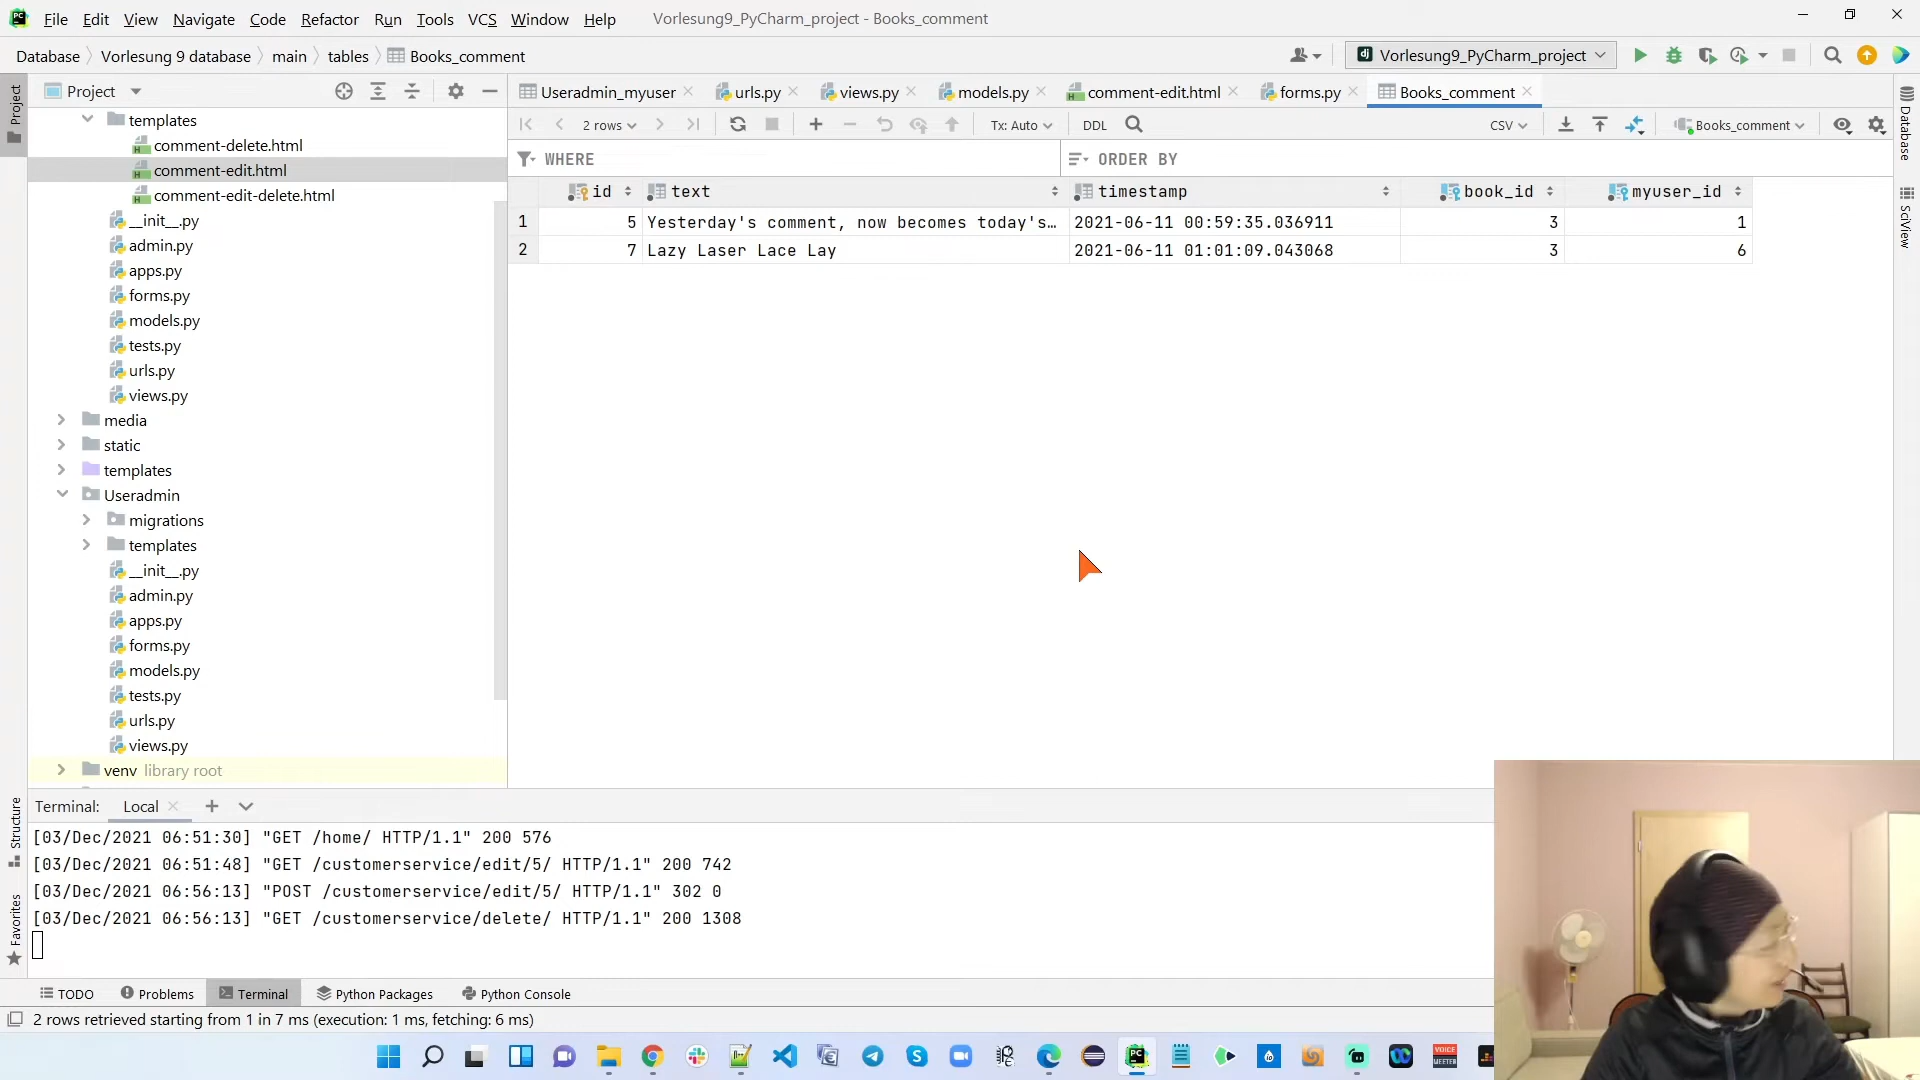 PC File Edit View Navigate Code Refactor Run Tools VCS Window Help Vorlesung9_PyCharm_project - Books_comment
Database Vorlesung 9 database main tables Books_comment dj Vorlesung9_PyCharm_project
Project
Project
templates
comment-delete.html
comment-edit.html
comment-edit-delete.html
__init__.py
admin.py
apps.py
forms.py
models.py
tests.py
urls.py
views.py
media
static
templates
Useradmin
migrations
templates
__init__.py
admin.py
apps.py
forms.py
models.py
tests.py
urls.py
views.py
venv library root
Useradmin_myuser urls.py views.py models.py comment-edit.html forms.py Books_comment
2 rows Tx: Auto DDL CSV Books_comment
WHERE ORDER BY
id text timestamp book_id myuser_id
1 5 Yesterday's comment, now becomes today's… 2021-06-11 00:59:35.036911 3 1
2 7 Lazy Laser Lace Lay 2021-06-11 01:01:09.043068 3 6
Database
SciView
Structure
Favorites
Terminal: Local
[03/Dec/2021 06:51:30] "GET /home/ HTTP/1.1" 200 576
[03/Dec/2021 06:51:48] "GET /customerservice/edit/5/ HTTP/1.1" 200 742
[03/Dec/2021 06:56:13] "POST /customerservice/edit/5/ HTTP/1.1" 302 0
[03/Dec/2021 06:56:13] "GET /customerservice/delete/ HTTP/1.1" 200 1308
TODO Problems Terminal Python Packages Python Console
2 rows retrieved starting from 1 in 7 ms (execution: 1 ms, fetching: 6 ms)
PC VOICE MEETER